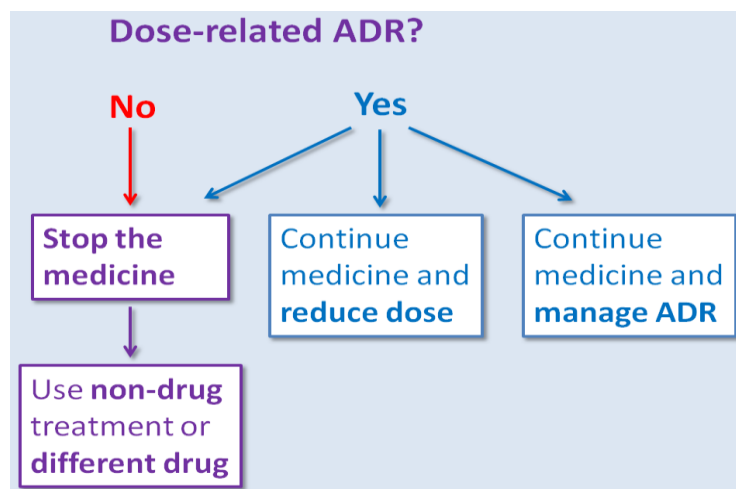 Dose-related ADR?
No
Yes
Stop the
medicine
Continue
medicine and
reduce dose
Continue
medicine and
manage ADR
Use non-drug
treatment or
different drug